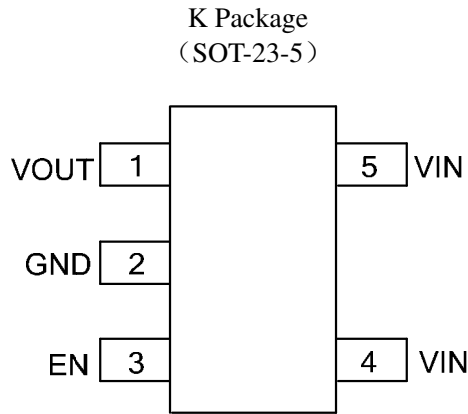 K Package
（SOT-23-5）
VOUT 1 5 VIN
GND 2
EN 3 4 VIN